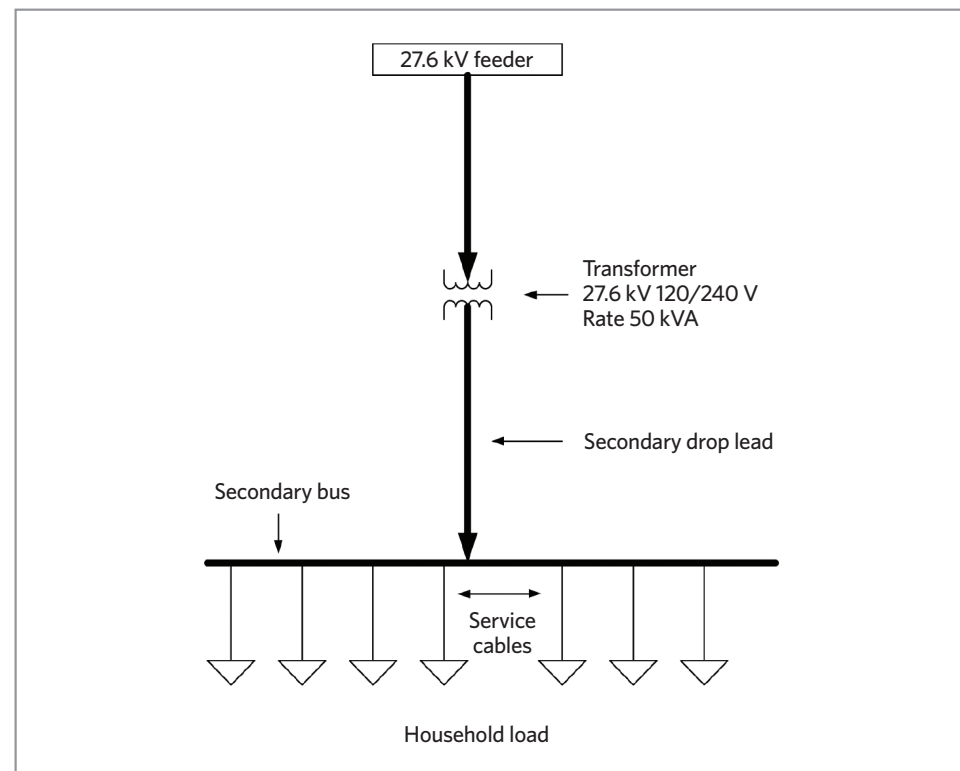 27.6 kV feeder
Transformer
27.6 kV 120/240 V
Rate 50 kVA
Secondary drop lead
Secondary bus
Service
cables
Household load